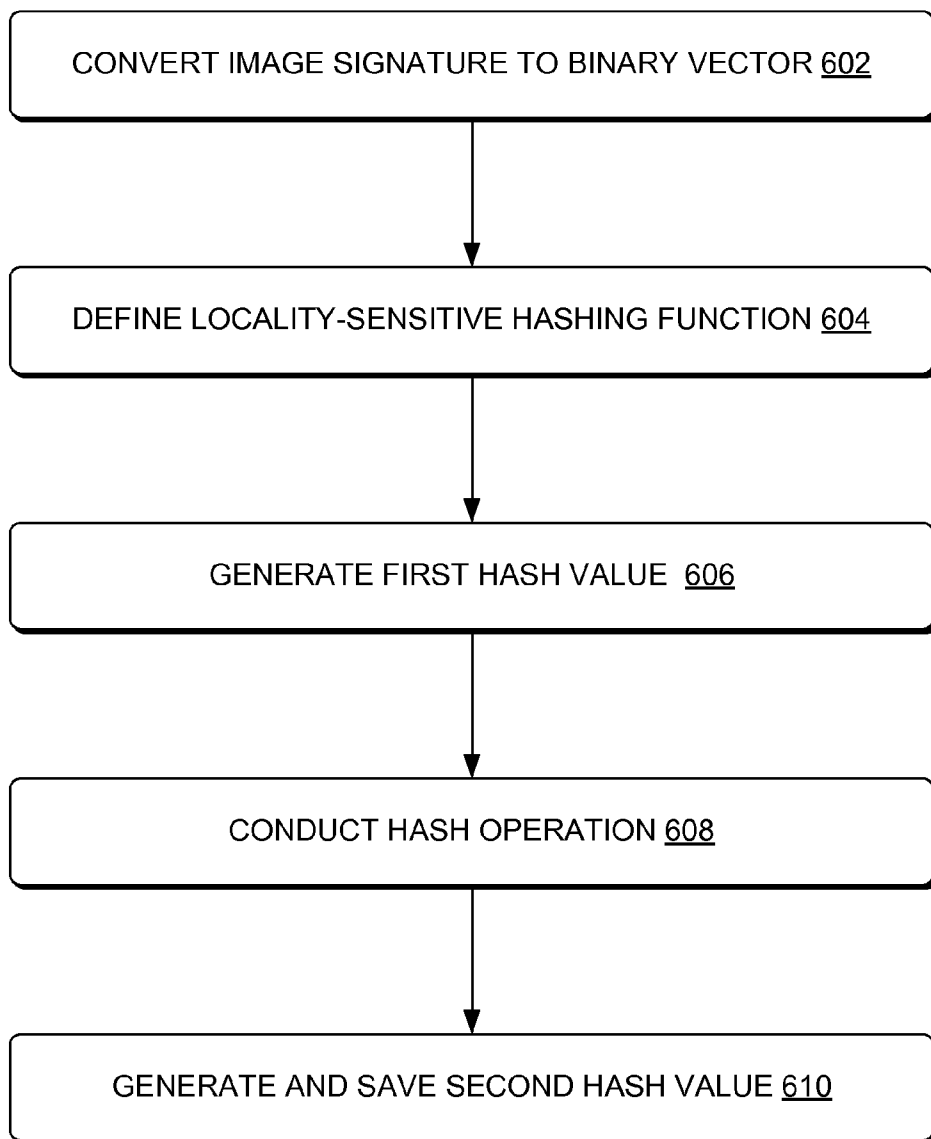 CONVERT IMAGE SIGNATURE TO BINARY VECTOR 602
DEFINE LOCALITY-SENSITIVE HASHING FUNCTION 604
GENERATE FIRST HASH VALUE 606
CONDUCT HASH OPERATION 608
GENERATE AND SAVE SECOND HASH VALUE 610